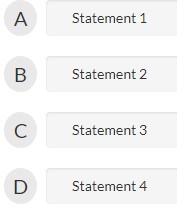 A Statement 1
B Statement 2
C Statement 3
D Statement 4